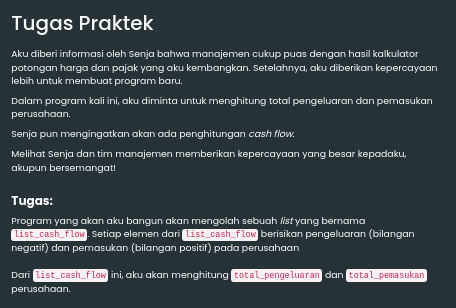 Tugas Praktek
Aku diberi informasi oleh Senja bahwa manajemen cukup puas dengan hasil kalkulator
potongan harga dan pajak yang aku kembangkan. Setelahnya, aku diberikan kepercayaan
lebih untuk membuat program baru.
Dalam program kali ini, aku diminta untuk menghitung total pengeluaran dan pemasukan
perusahaan.
Senja pun mengingatkan akan ada penghitungan cash flow.
Melihat Senja dan tim manajemen memberikan kepercayaan yang besar kepadaku,
akupun bersemangat!
Tugas:
Program yang akan aku bangun akan mengolah sebuah list yang bernama
list_cash_flow. Setiap elemen dari list_cash_flow berisikan pengeluaran (bilangan
negatif) dan pemasukan (bilangan positif) pada perusahaan
Dari list_cash_flow ini, aku akan menghitung total_pengeluaran dan total_pemasukan
perusahaan.